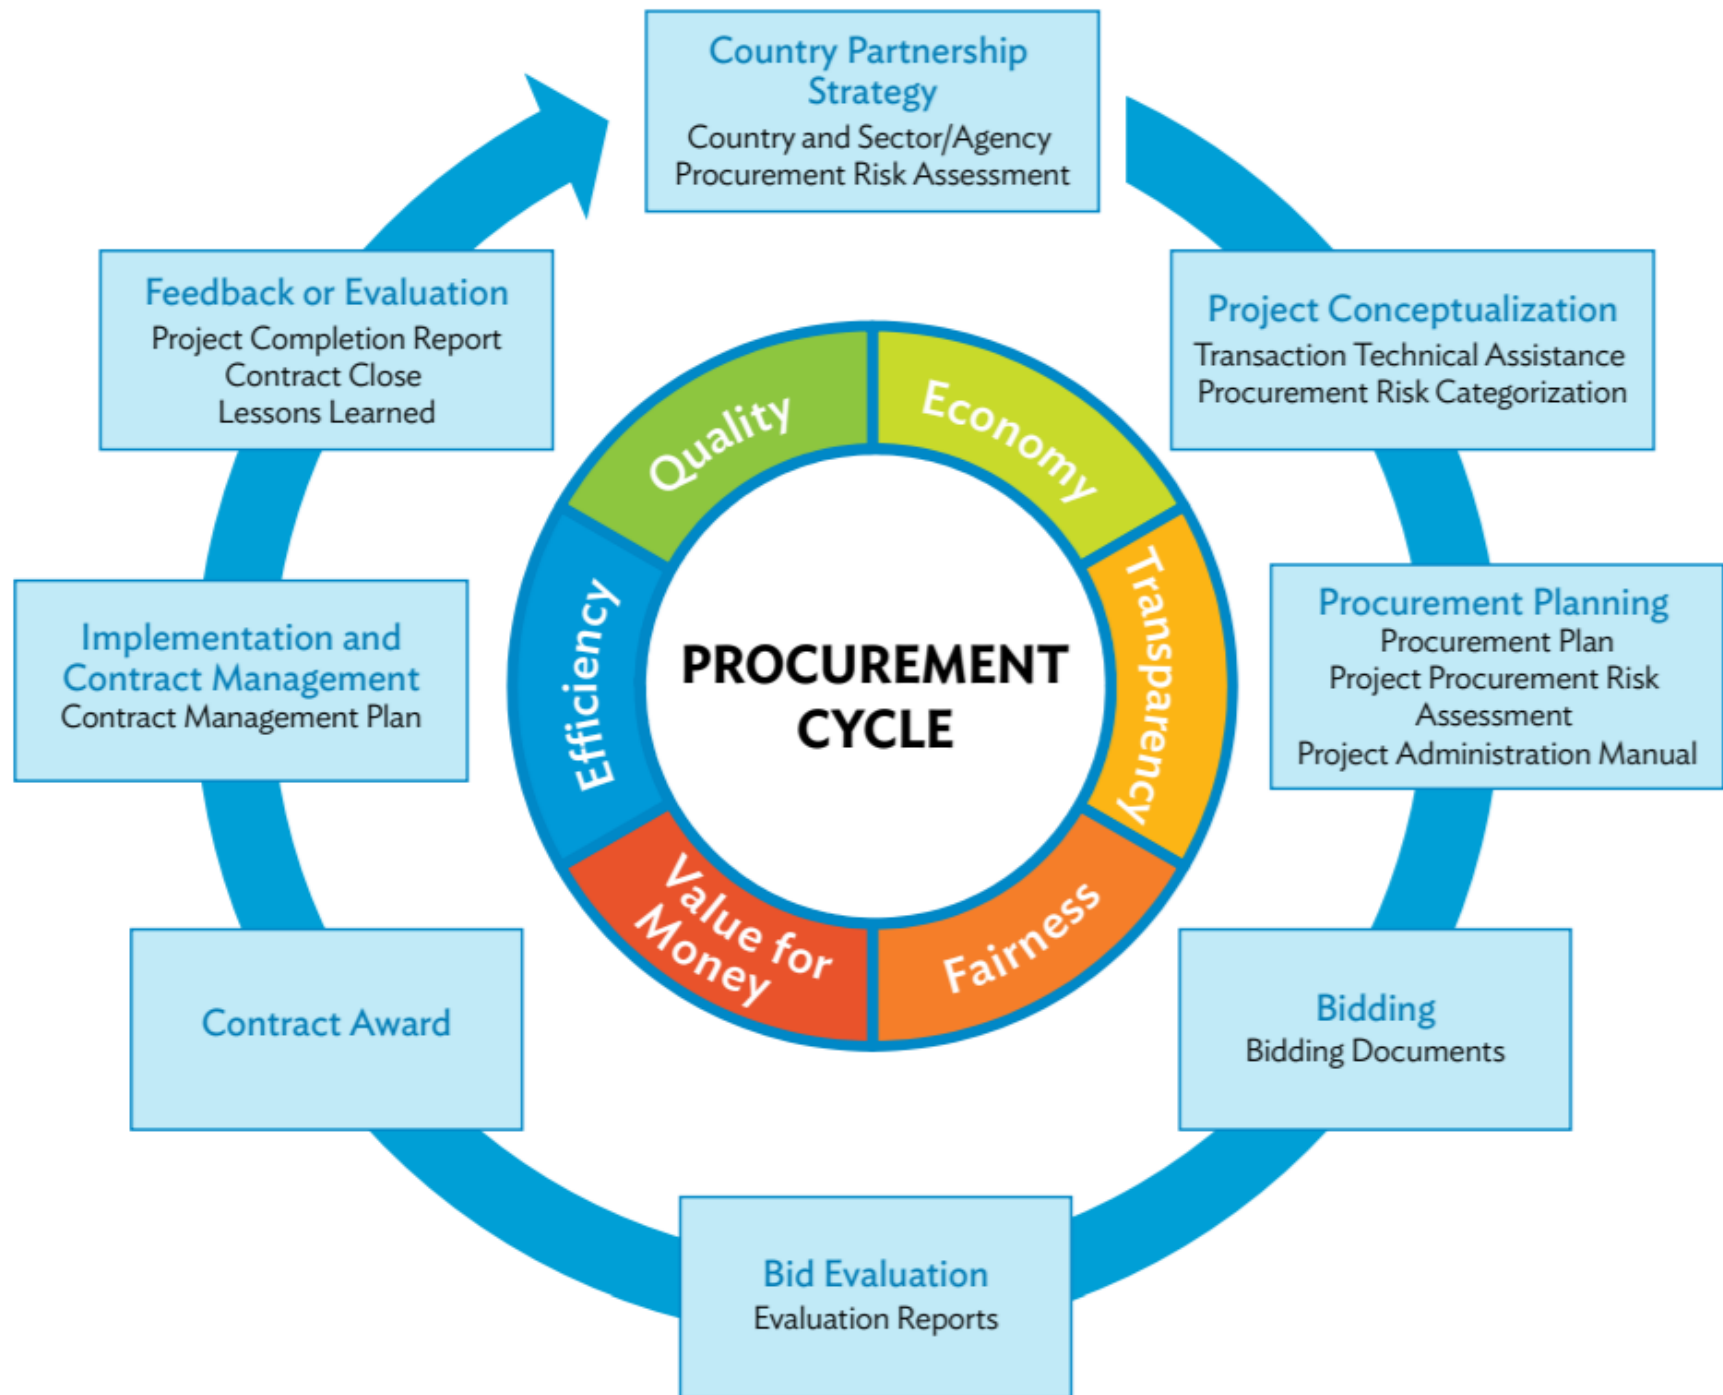 Country Partnership
Strategy
Country and Sector/Agency
Procurement Risk Assessment
Project Conceptualization
Transaction Technical Assistance
Procurement Risk Categorization
Procurement Planning
Procurement Plan
Project Procurement Risk
Assessment
Project Administration Manual
Bidding
Bidding Documents
Bid Evaluation
Evaluation Reports
Contract Award
Implementation and
Contract Management
Contract Management Plan
Feedback or Evaluation
Project Completion Report
Contract Close
Lessons Learned
Economy
Transparency
Fairness
Value for
Money
Efficiency
Quality
PROCUREMENT
CYCLE